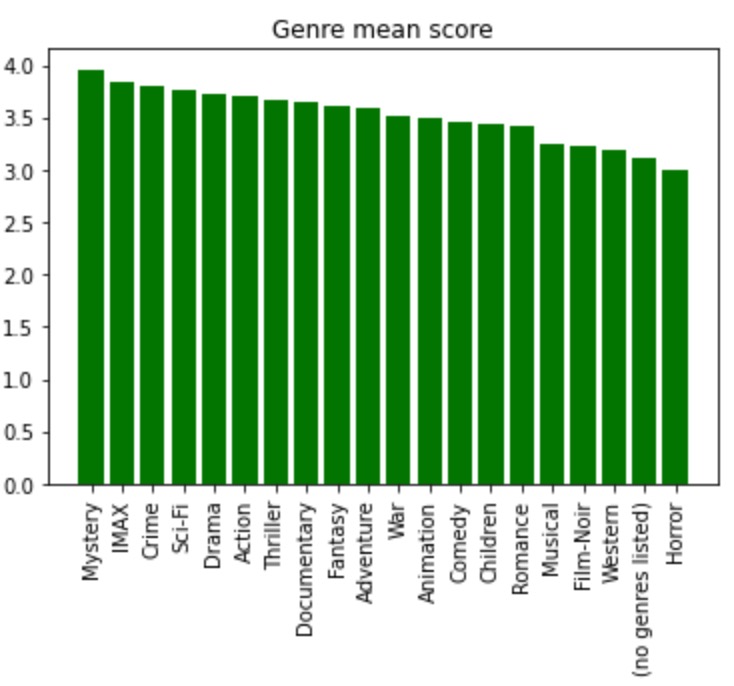 Genre mean score
4.0
3.5
3.0
2.5
2.0
1.5
1.0
0.5
0.0
Mystery
IMAX
Crime
Sci-Fi
Drama
Action
Thriller
Documentary
Fantasy
Adventure
War
Animation
Comedy
Children
Romance
Musical
Film-Noir
Western
(no genres listed)
Horror